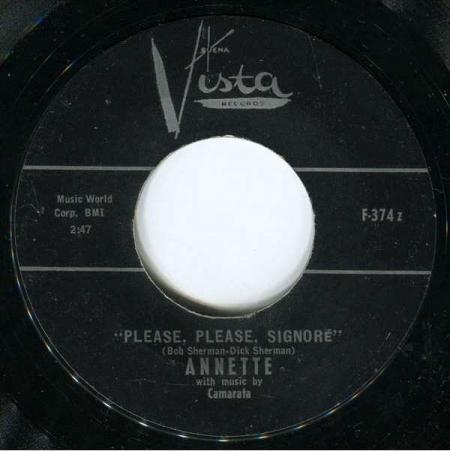 BUENA
Vista
RECORDS
Music World
Corp. BMI
2:47
F-374 z
"PLEASE, PLEASE, SIGNORE"
(Bob Sherman-Dick Sherman)
ANNETTE
with music by
Camarata